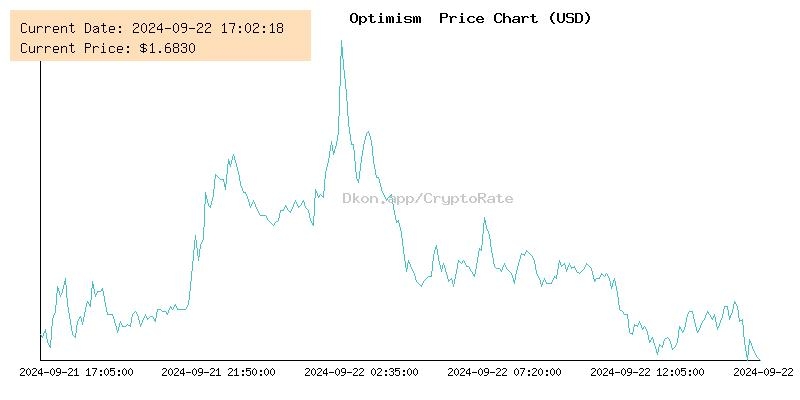 Optimism  Price Chart (USD)
Current Date: 2024-09-22 17:02:18
Current Price: $1.6830
Dkon.app/CryptoRate
2024-09-21 17:05:00 2024-09-21 21:50:00 2024-09-22 02:35:00 2024-09-22 07:20:00 2024-09-22 12:05:00 2024-09-22